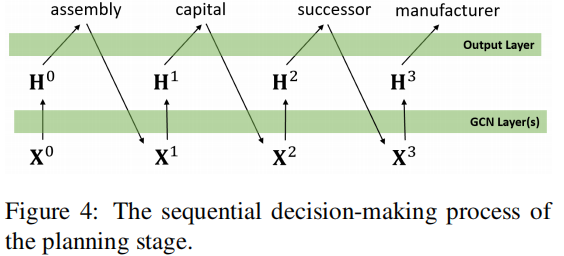 assembly capital successor manufacturer
Output Layer
H⁰ H¹ H² H³
GCN Layer(s)
X⁰ X¹ X² X³
Figure 4: The sequential decision-making process of
the planning stage.